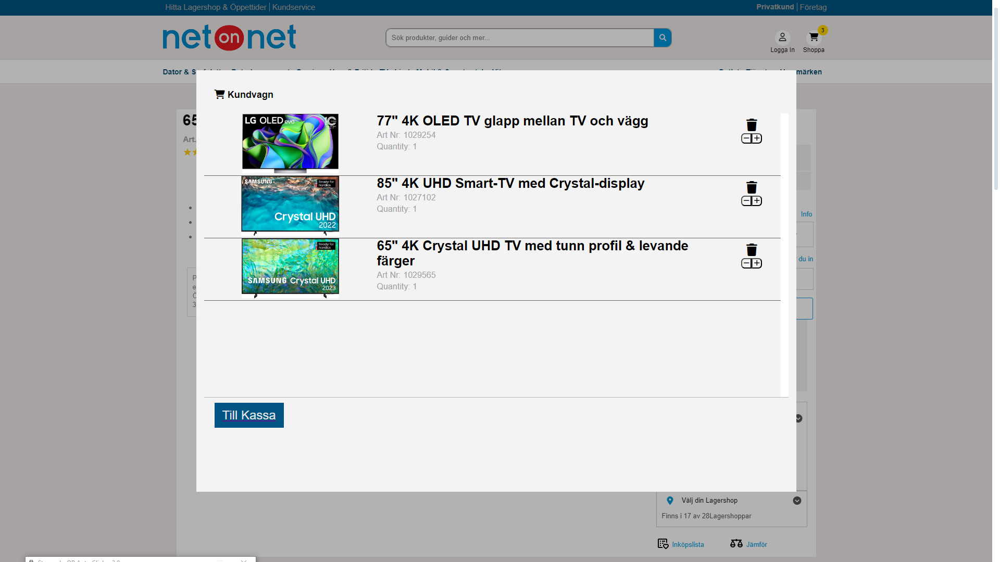 Hitta Lagershop & Öppettider | Kundservice
Privatkund | Företag
net on net
Sök produkter, guider och mer...
3
Logga In
Shoppa
Dator &
märken
Kundvagn
65
Art.
LG OLED evo
77" 4K OLED TV glapp mellan TV och vägg
Art Nr: 1029254
Quantity: 1
SAMSUNG
Ready for
Nordics
Crystal UHD
2022
85" 4K UHD Smart-TV med Crystal-display
Art Nr: 1027102
Quantity: 1
Ready for
Nordics
SAMSUNG Crystal UHD
2023
65" 4K Crystal UHD TV med tunn profil & levande
färger
Art Nr: 1029565
Quantity: 1
Info
du in
Till Kassa
Välj din Lagershop
Finns i 17 av 28Lagershoppar
Inköpslista
Jämför